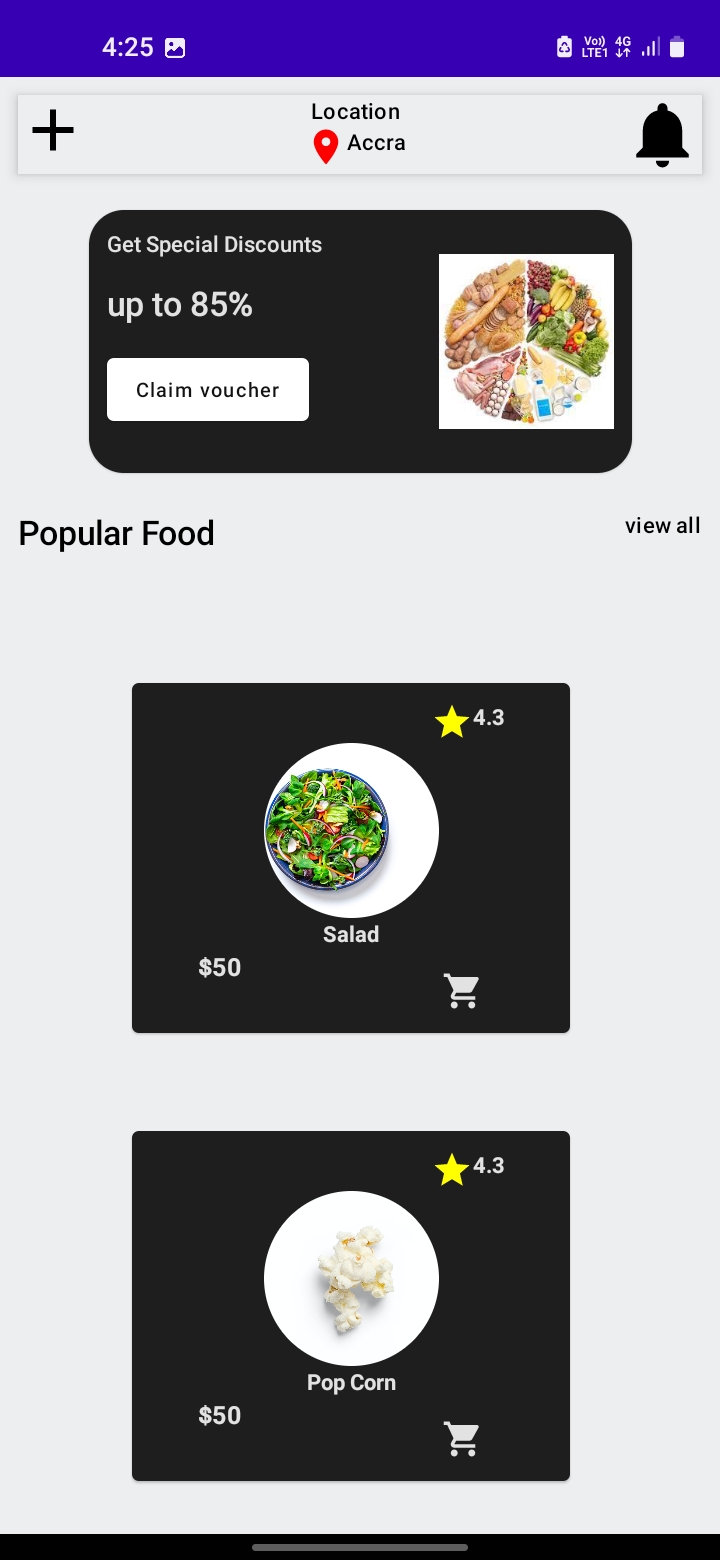 4:25
Vo)) 4G
LTE1
Location
Accra
Get Special Discounts
up to 85%
Claim voucher
Popular Food
view all
4.3
Salad
$50
4.3
Pop Corn
$50